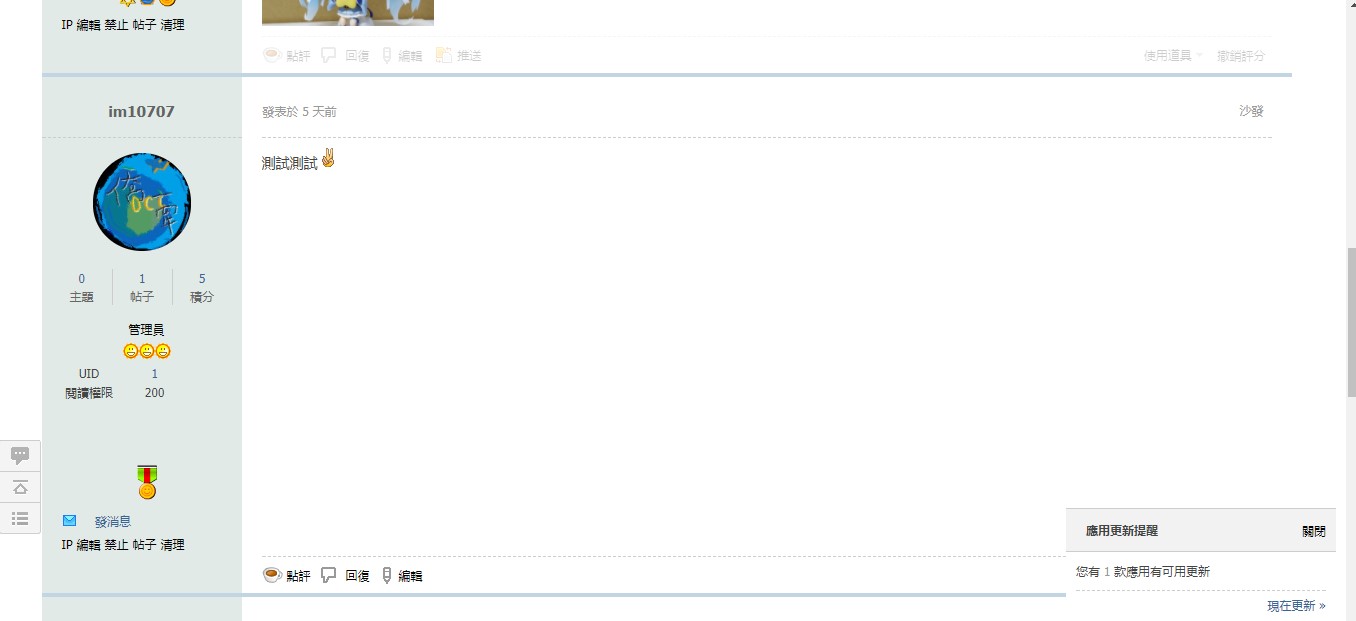 IP 編輯 禁止 帖子 清理
點評 回復 編輯 推送
使用道具 撤銷評分
im10707
發表於 5 天前
沙發
測試測試
僑
OCT
0 1 5
主題 帖子 積分
管理員
UID 1
閱讀權限 200
發消息
IP 編輯 禁止 帖子 清理
點評 回復 編輯
應用更新提醒 關閉
您有 1 款應用有可用更新
現在更新 »